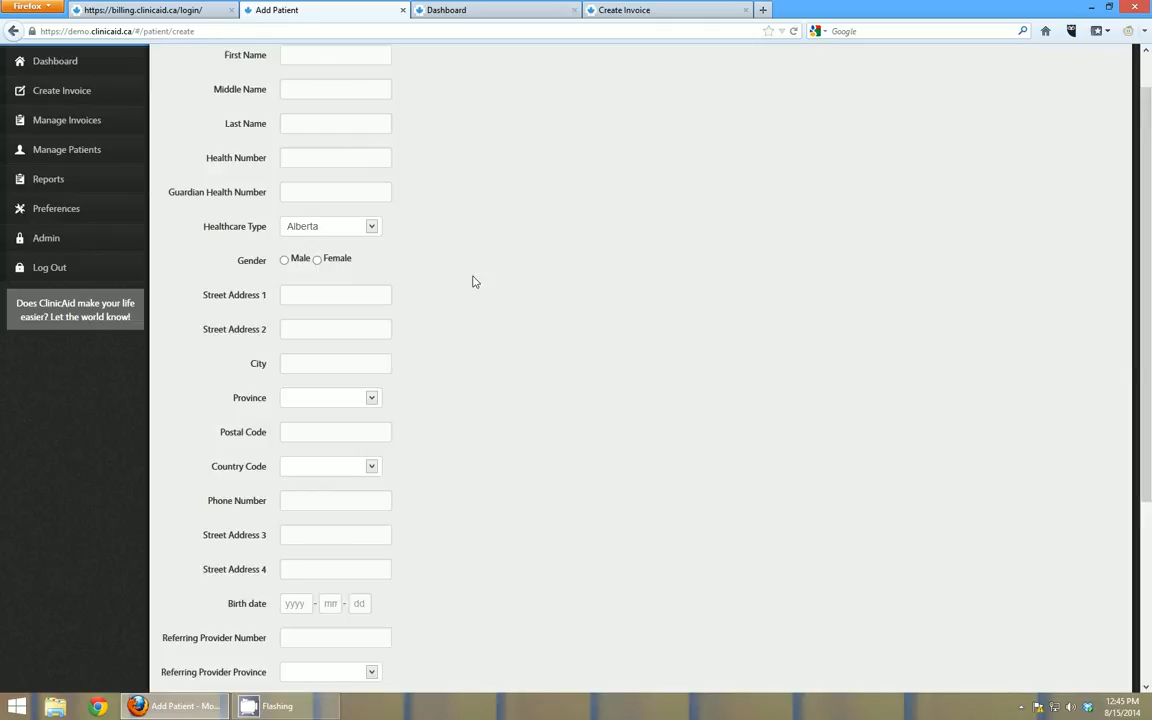 Firefox
https://billing.clinicaid.ca/login/
Add Patient
Dashboard
Create Invoice
https://demo.clinicaid.ca/#/patient/create
Google
Dashboard
Create Invoice
Manage Invoices
Manage Patients
Reports
Preferences
Admin
Log Out
Does ClinicAid make your life
easier? Let the world know!
First Name
Middle Name
Last Name
Health Number
Guardian Health Number
Healthcare Type Alberta
Gender Male Female
Street Address 1
Street Address 2
City
Province
Postal Code
Country Code
Phone Number
Street Address 3
Street Address 4
Birth date yyyy - mm - dd
Referring Provider Number
Referring Provider Province
Add Patient - Mo...
Flashing
12:45 PM
8/15/2014